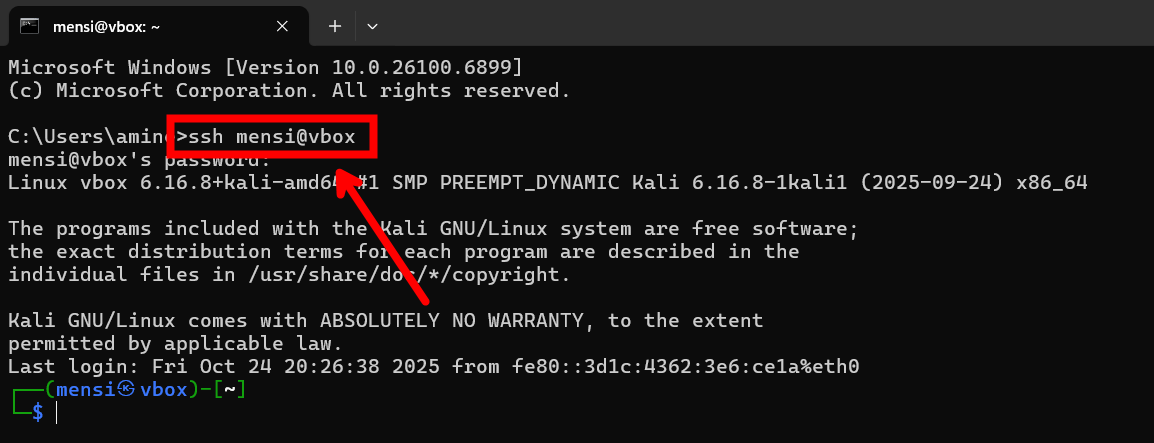 mensi@vbox: ~
Microsoft Windows [Version 10.0.26100.6899]
(c) Microsoft Corporation. All rights reserved.
C:\Users\amine>ssh mensi@vbox
mensi@vbox's password:
Linux vbox 6.16.8+kali-amd64 #1 SMP PREEMPT_DYNAMIC Kali 6.16.8-1kali1 (2025-09-24) x86_64
The programs included with the Kali GNU/Linux system are free software;
the exact distribution terms for each program are described in the
individual files in /usr/share/doc/*/copyright.
Kali GNU/Linux comes with ABSOLUTELY NO WARRANTY, to the extent
permitted by applicable law.
Last login: Fri Oct 24 20:26:38 2025 from fe80::3d1c:4362:3e6:ce1a%eth0
┌──(mensi㉿vbox)-[~]
└─$